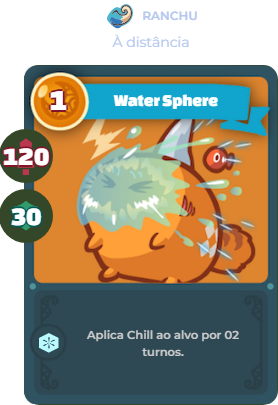 RANCHU
À distância
1
Water Sphere
120
30
Aplica Chill ao alvo por 02
turnos.